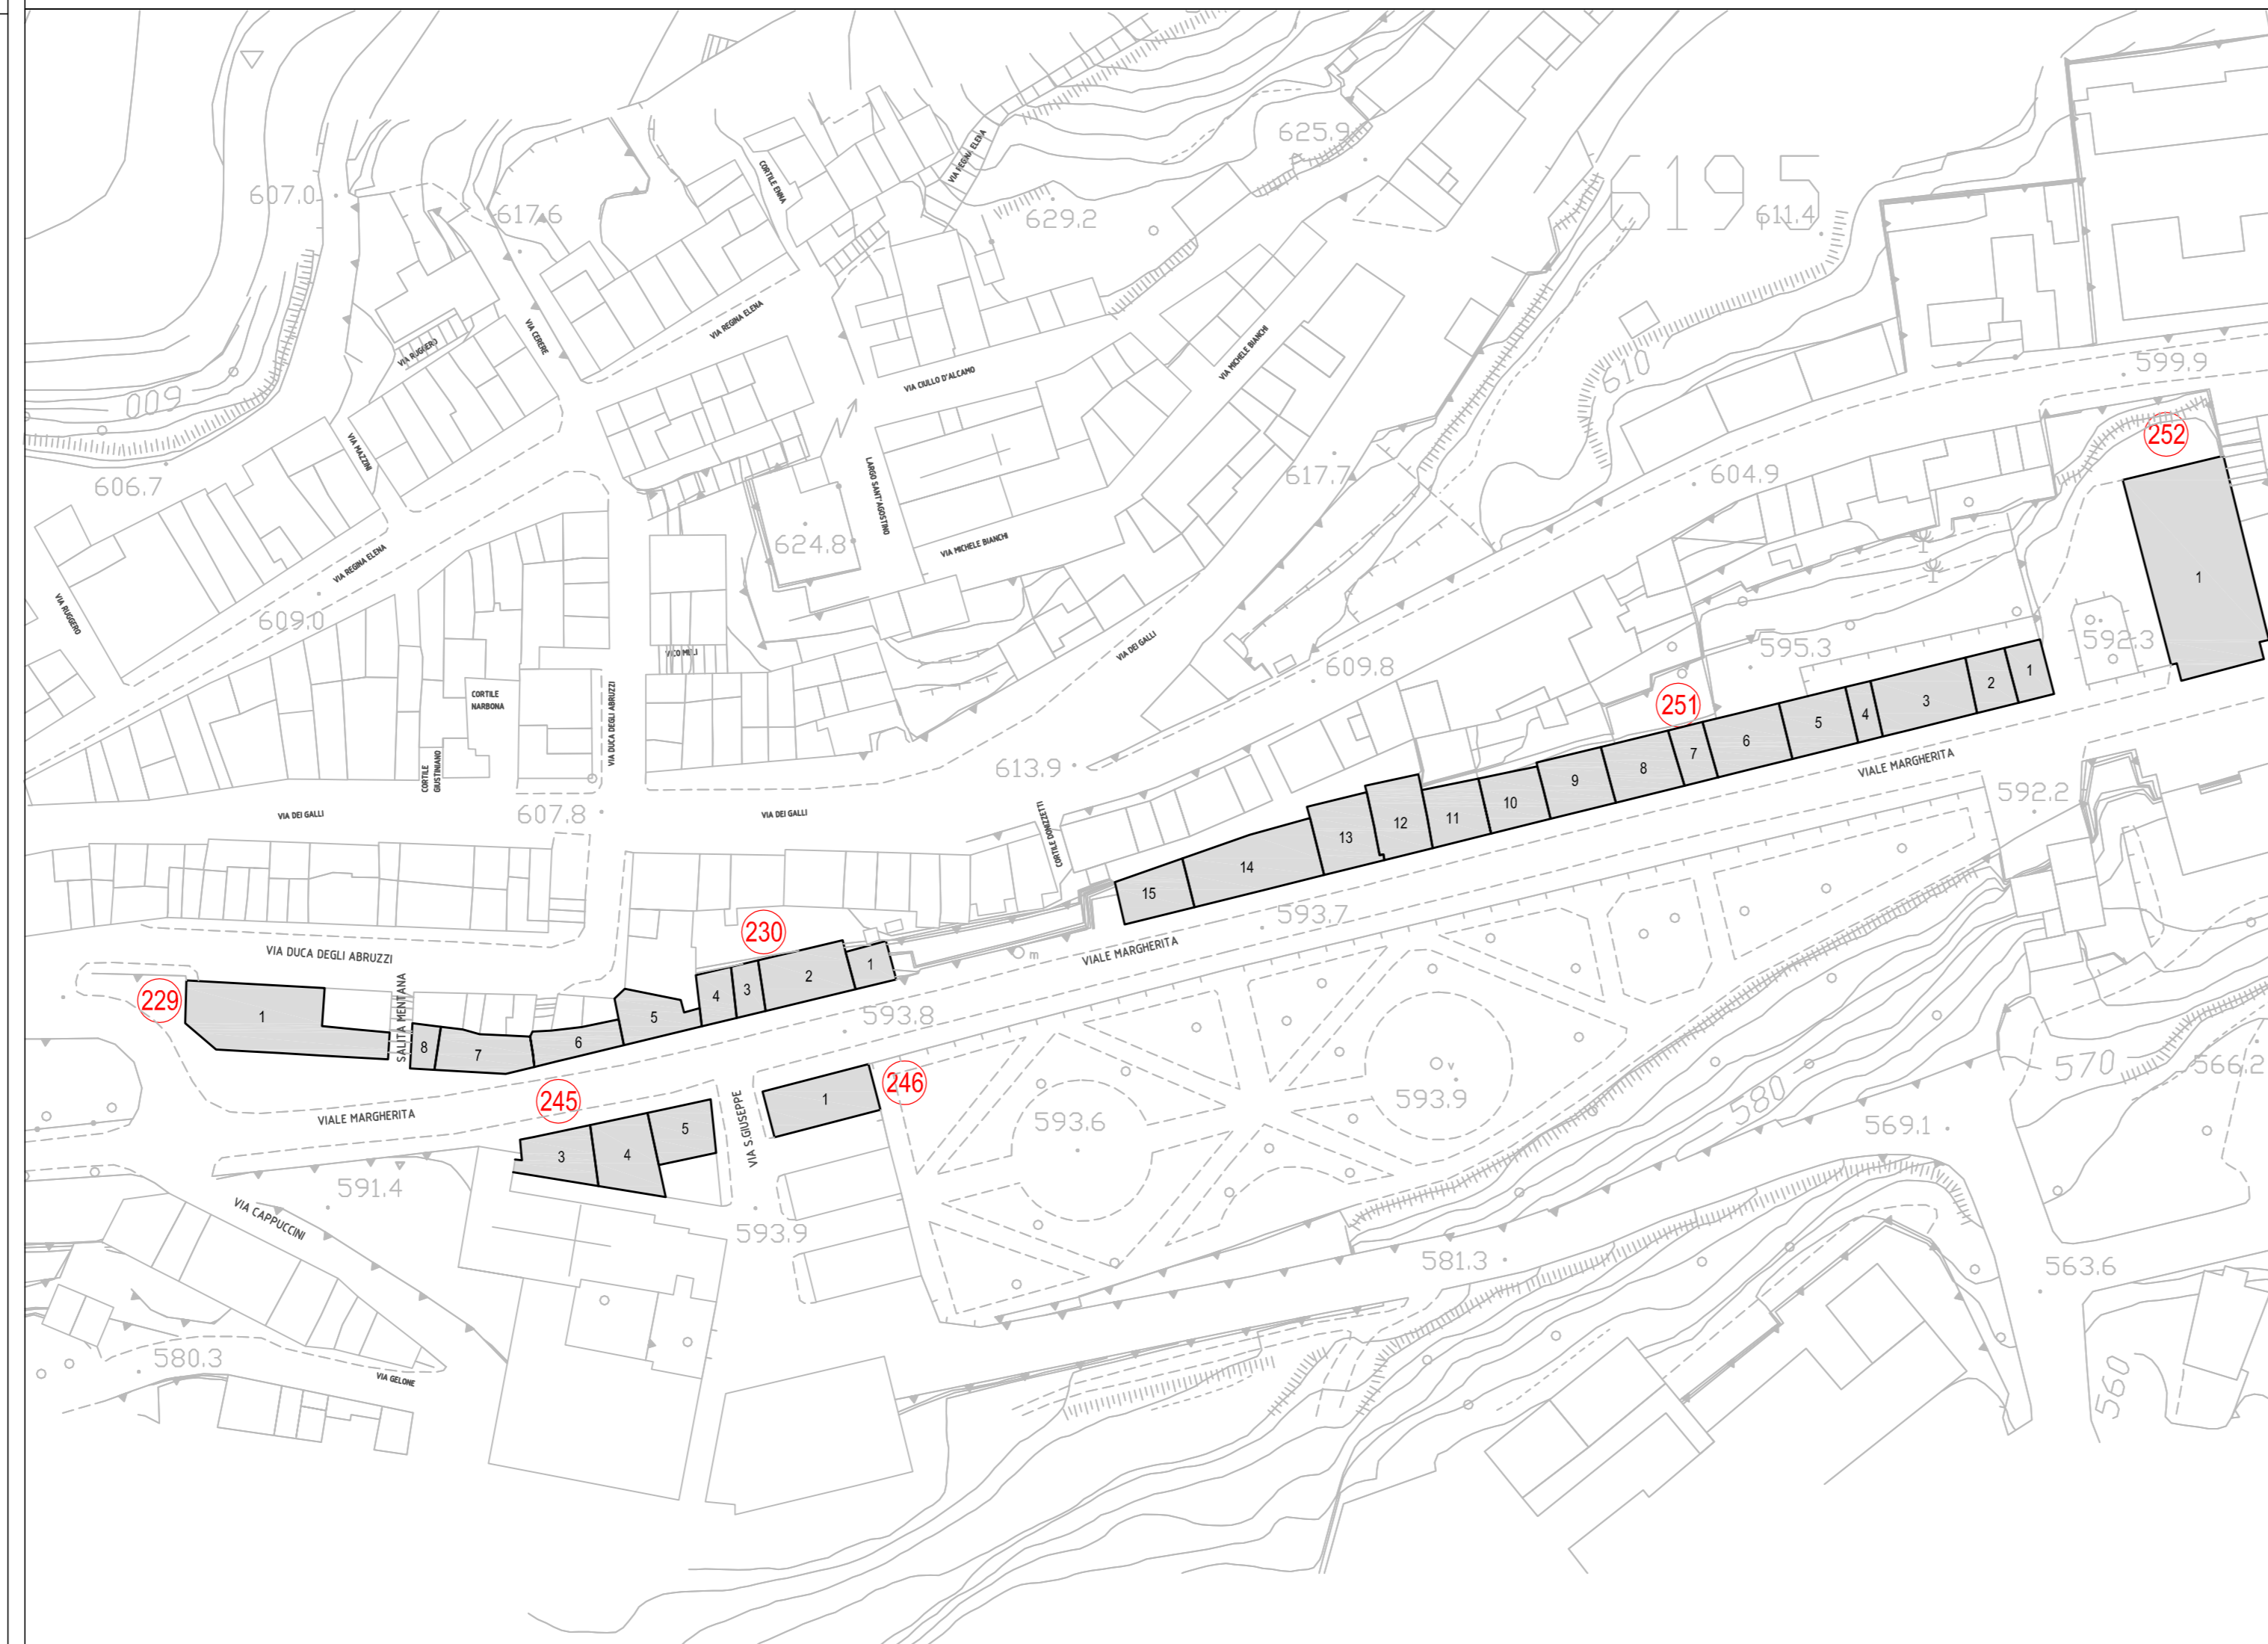 625.9
VIA REGINA ELENA
CORTILE ENNA
607.0
617.6
629.2
619.5
611.4
VIA REGINA ELENA
VIA CERERE
VIA RUGGERO
VIA MICHELE BIANCHI
VIA CIULLO D'ALCAMO
610
599.9
600
252
VIA MAZZINI
606.7
LARGO SANT'AGOSTINO
617.7
604.9
624.8
VIA MICHELE BIANCHI
VIA REGINA ELENA
1
VIA RUGGERO
609.0
VICO MELI
VIA DEI GALLI
609.8
595.3
592.3
CORTILE
NARBONA
VIA DUCA DEGLI ABRUZZI
251
1
2
3
4
5
6
7
8
9
10
11
12
13
14
15
CORTILE
GIUSTINIANO
613.9
VIALE MARGHERITA
592.2
VIA DEI GALLI
607.8
VIA DEI GALLI
CORTILE DONIZZETTI
593.7
230
VIA DUCA DEGLI ABRUZZI
VIALE MARGHERITA
m
229
1
SALITA MENTANA
8
7
6
5
4
3
2
1
593.8
245
246
VIALE MARGHERITA
3
4
5
VIA S.GIUSEPPE
1
593.6
593.9
v
580
570
566.2
569.1
591.4
VIA CAPPUCCINI
593.9
581.3
563.6
580.3
VIA GELONE
560